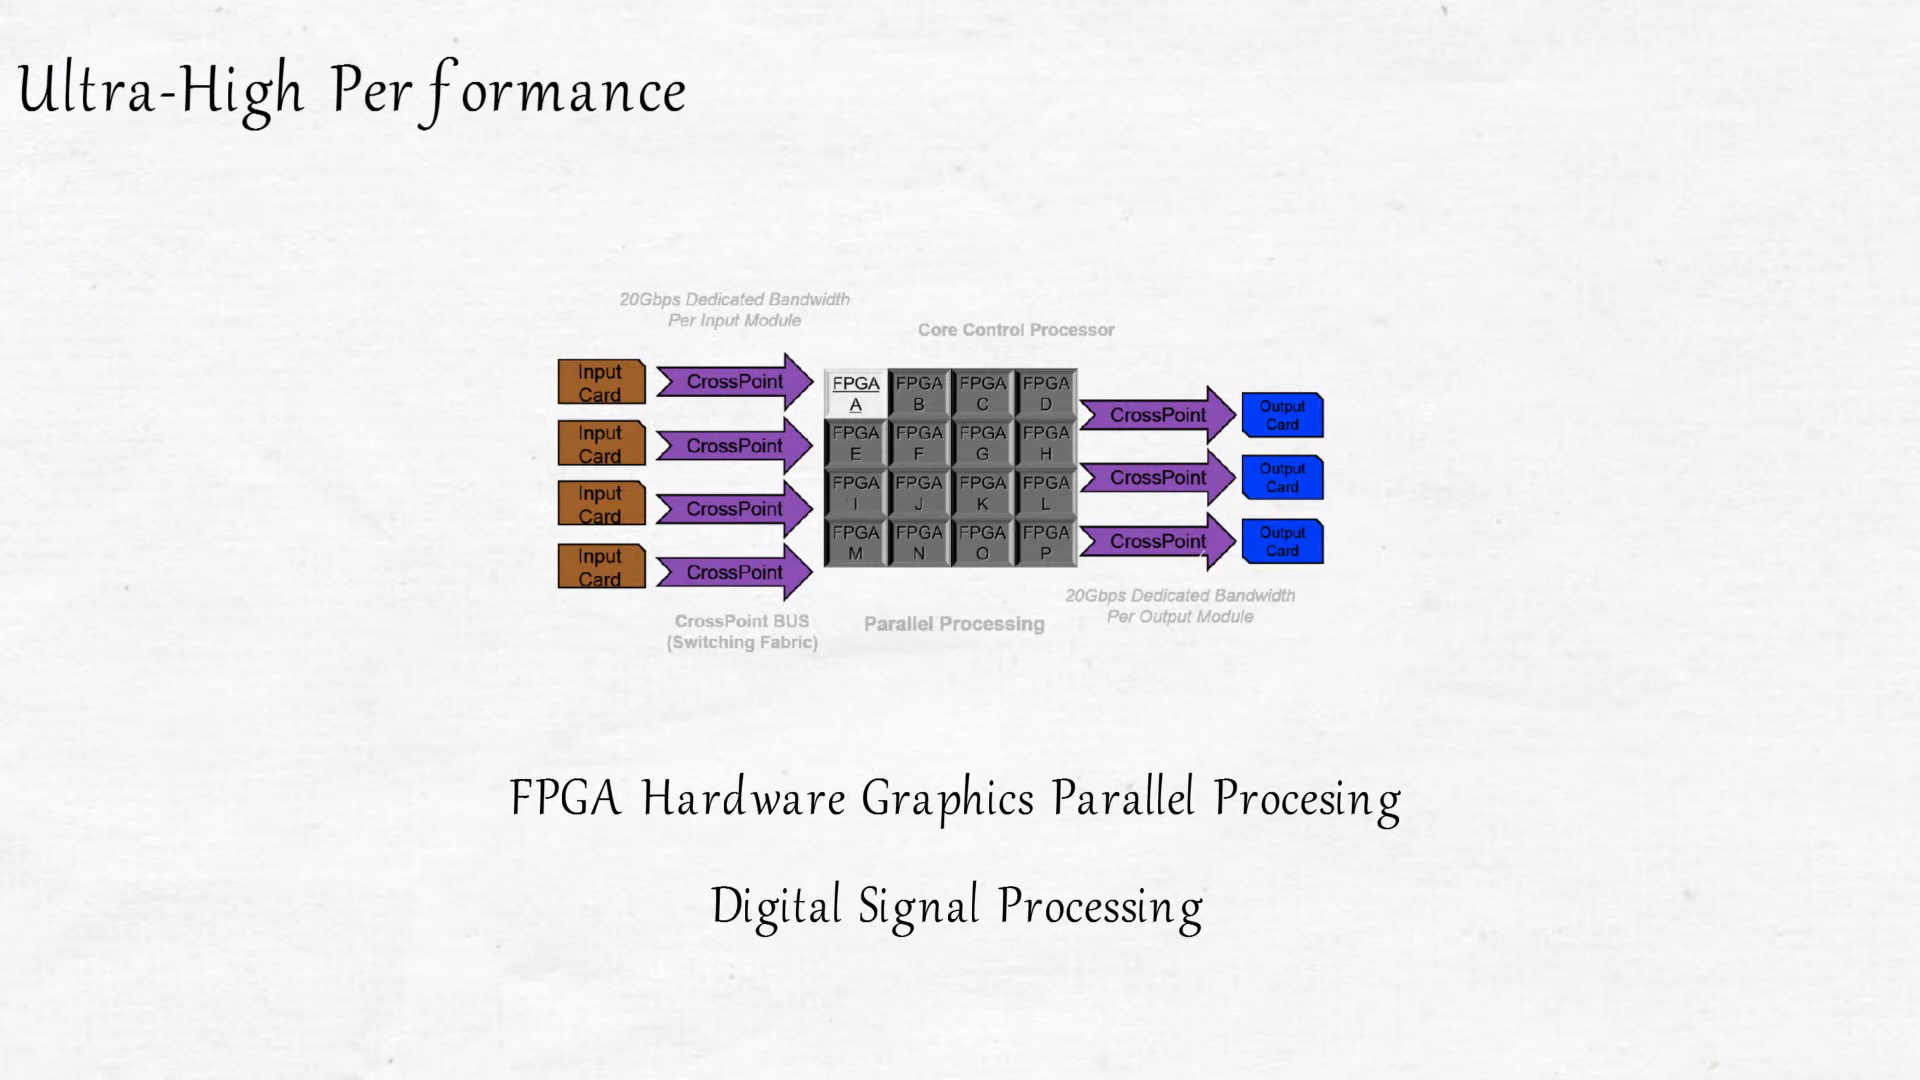 Ultra-High Performance
20Gbps Dedicated Bandwidth
Per Input Module
Core Control Processor
Input
Card
CrossPoint
Input
Card
CrossPoint
Input
Card
CrossPoint
Input
Card
CrossPoint
FPGA
A
FPGA
B
FPGA
C
FPGA
D
FPGA
E
FPGA
F
FPGA
G
FPGA
H
FPGA
I
FPGA
J
FPGA
K
FPGA
L
FPGA
M
FPGA
N
FPGA
O
FPGA
P
CrossPoint
Output
Card
CrossPoint
Output
Card
CrossPoint
Output
Card
CrossPoint BUS
(Switching Fabric)
Parallel Processing
20Gbps Dedicated Bandwidth
Per Output Module
FPGA Hardware Graphics Parallel Procesing
Digital Signal Processing